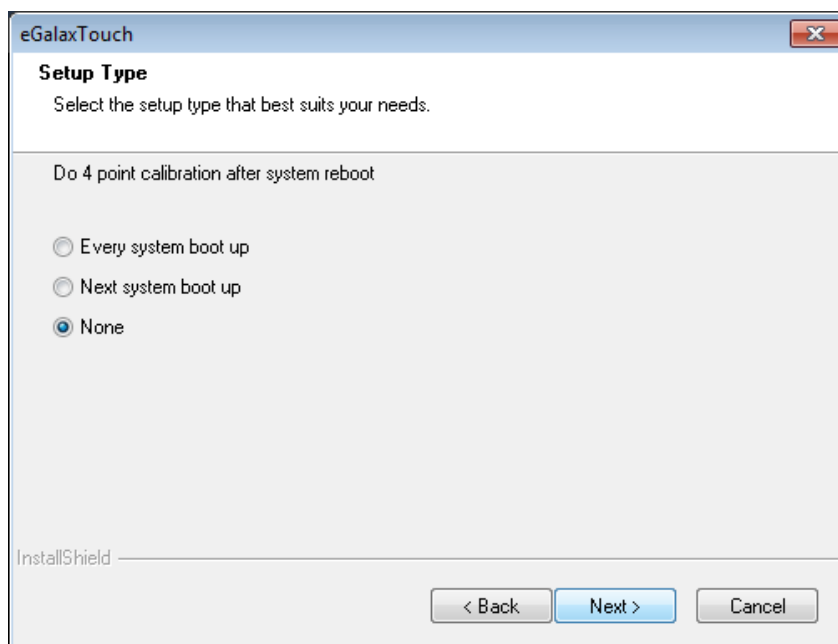 eGalaxTouch
Setup Type
Select the setup type that best suits your needs.
Do 4 point calibration after system reboot
Every system boot up
Next system boot up
None
InstallShield
< Back
Next >
Cancel